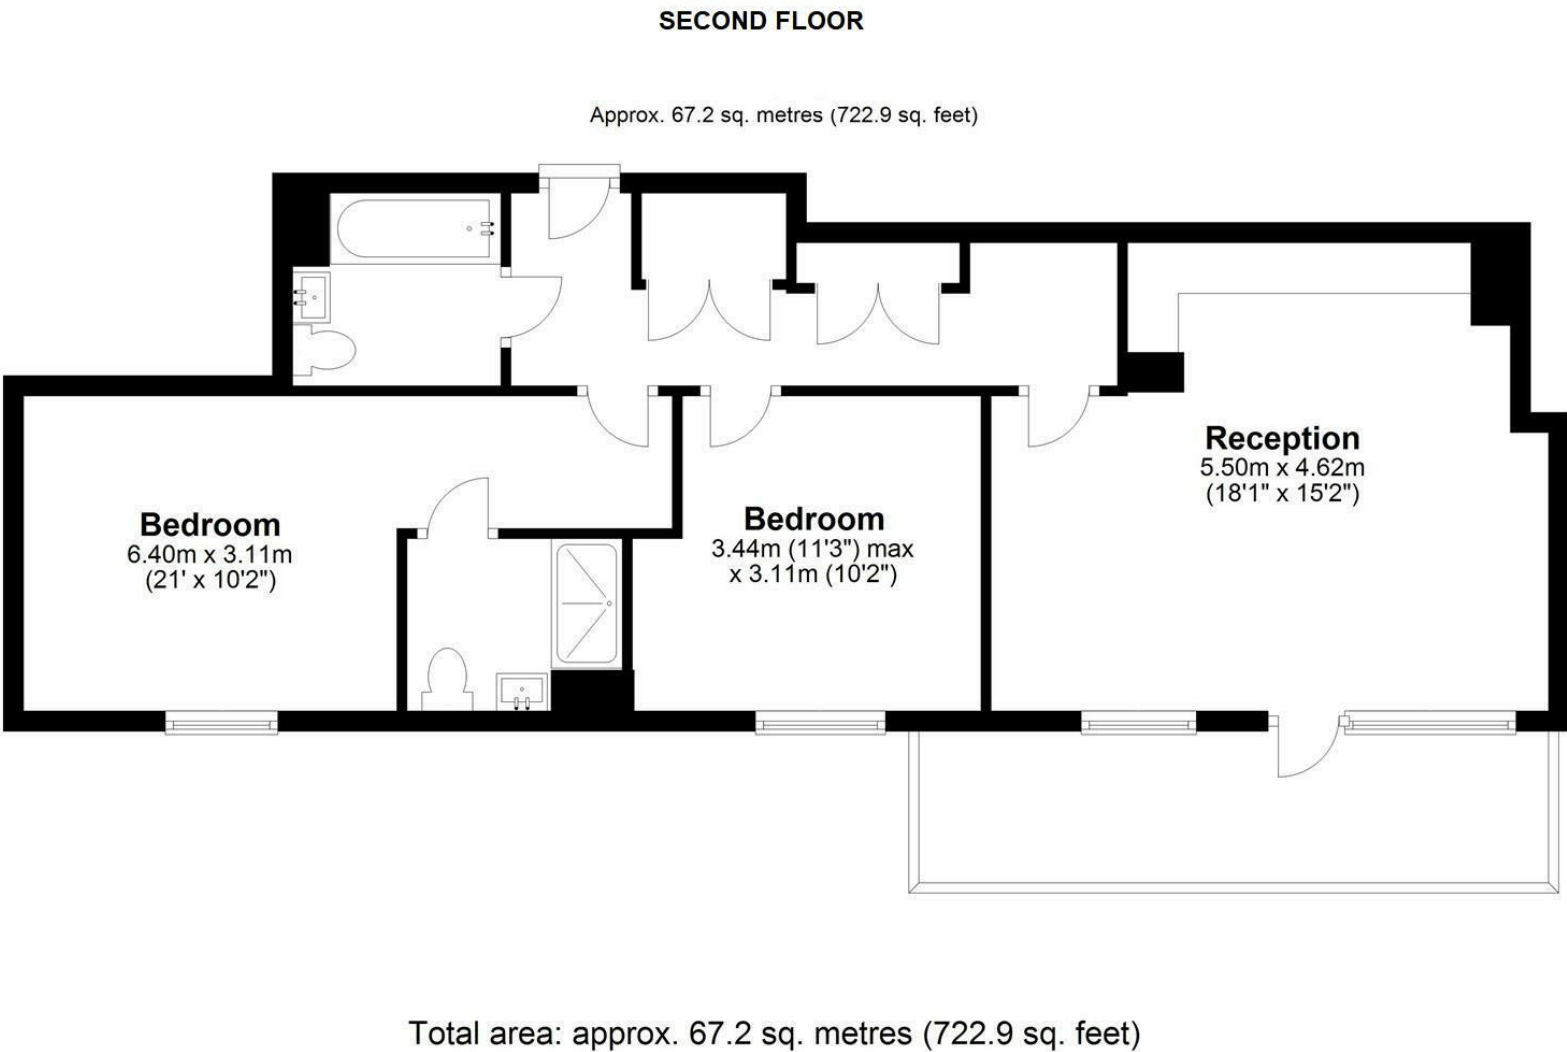 SECOND FLOOR
Approx. 67.2 sq. metres (722.9 sq. feet)
Reception
5.50m x 4.62m
(18'1" x 15'2")
Bedroom
6.40m x 3.11m
(21' x 10'2")
Bedroom
3.44m (11'3") max
x 3.11m (10'2")
Total area: approx. 67.2 sq. metres (722.9 sq. feet)